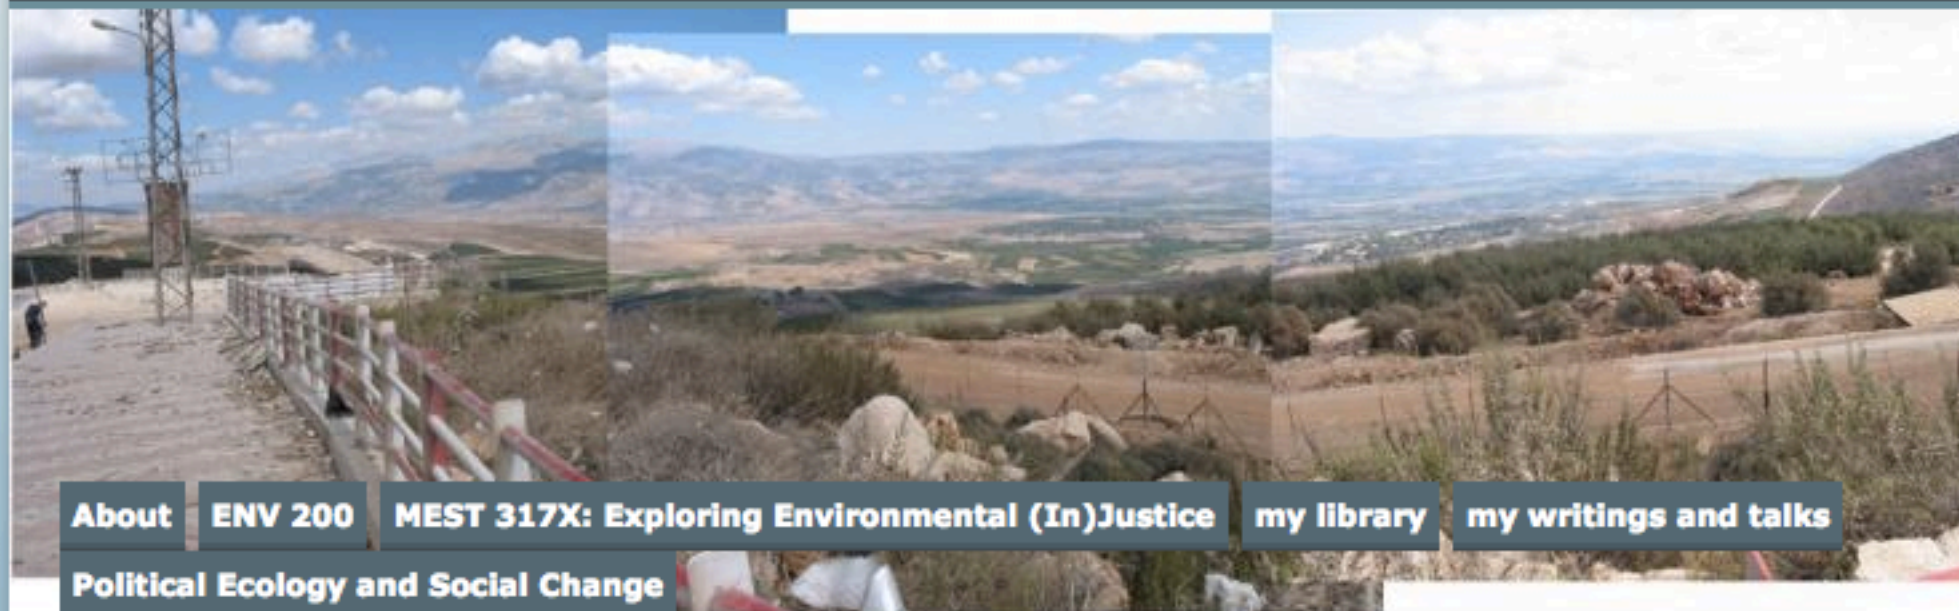 About ENV 200 MEST 317X: Exploring Environmental (In)Justice my library my writings and talks
Political Ecology and Social Change